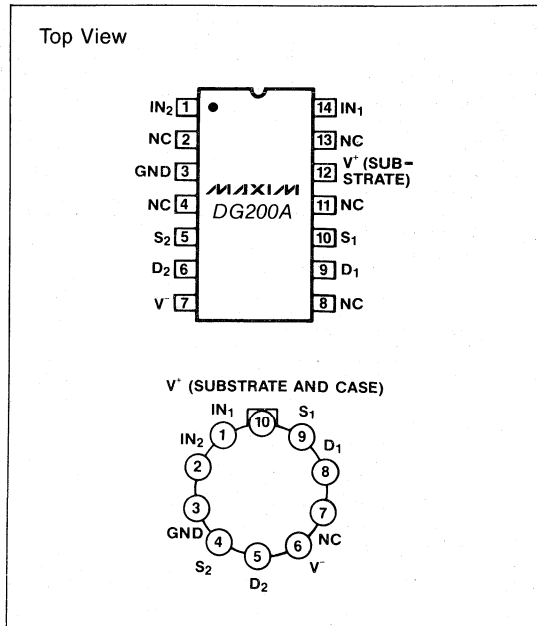 Top View
IN₂ 1 14 IN₁
NC 2 13 NC
GND 3 12 V⁺ (SUB-
STRATE)
MAXIM
NC 4 11 NC
DG200A
S₂ 5 10 S₁
D₂ 6 9 D₁
V⁻ 7 8 NC
V⁺ (SUBSTRATE AND CASE)
IN₁ 10 S₁
1 9
IN₂ D₁
2 8
3 7
GND NC
4 6
S₂ 5 V⁻
D₂